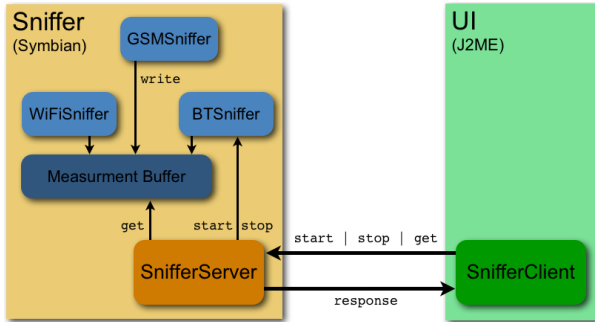 Sniffer
(Symbian)
GSMSniffer
write
WiFiSniffer
BTSniffer
Measurment Buffer
get
start stop
SnifferServer
UI
(J2ME)
start | stop | get
response
SnifferClient